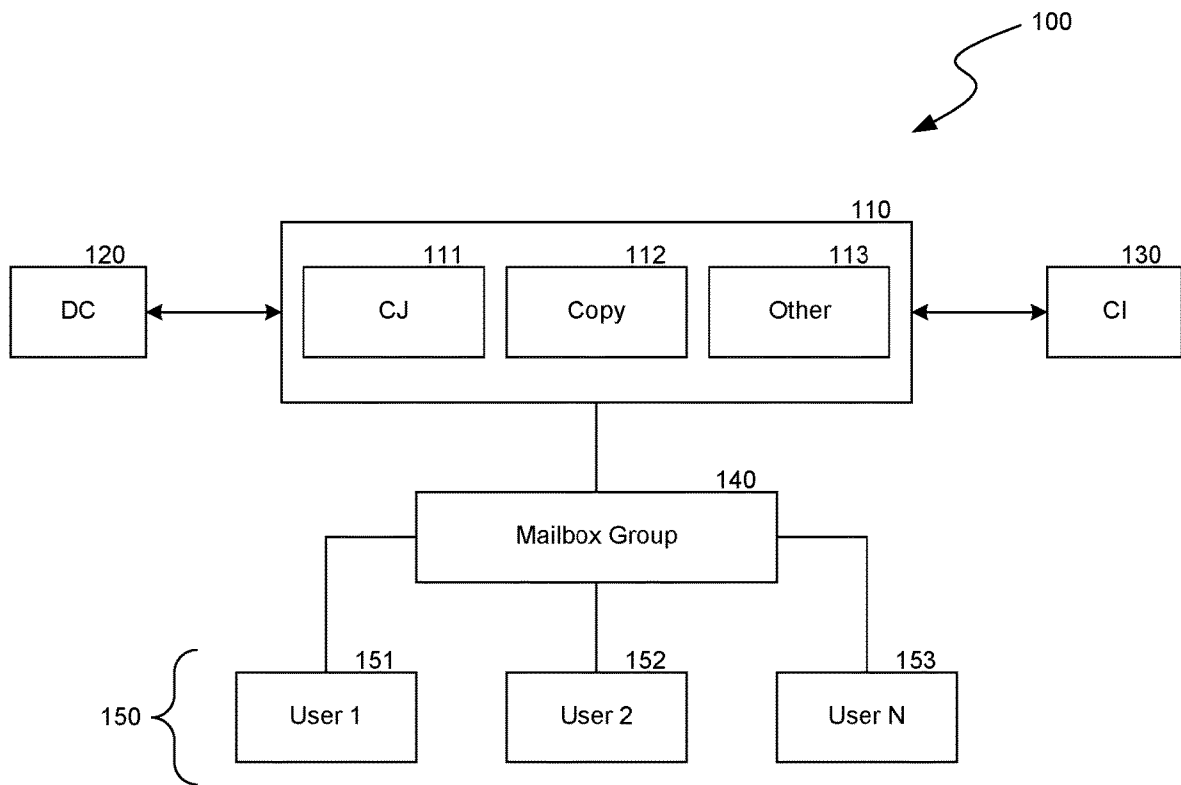 100
110
120
111
112
113
130
DC
CJ
Copy
Other
CI
140
Mailbox Group
151
152
153
150
User 1
User 2
User N